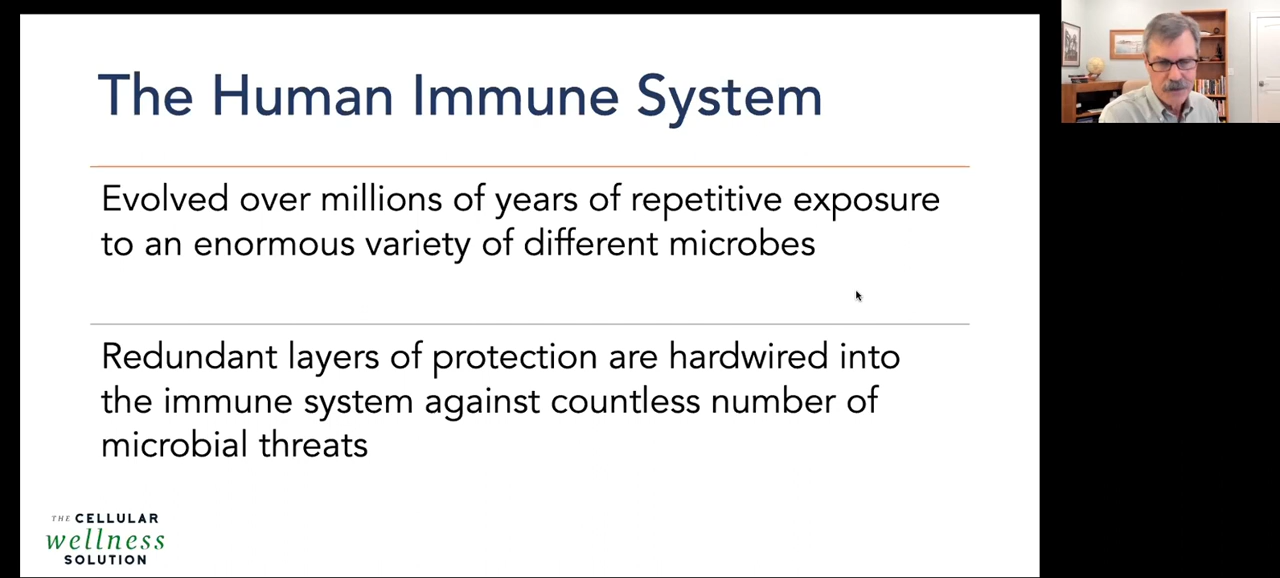 The Human Immune System
Evolved over millions of years of repetitive exposure
to an enormous variety of different microbes
Redundant layers of protection are hardwired into
the immune system against countless number of
microbial threats
THE CELLULAR
wellness
SOLUTION